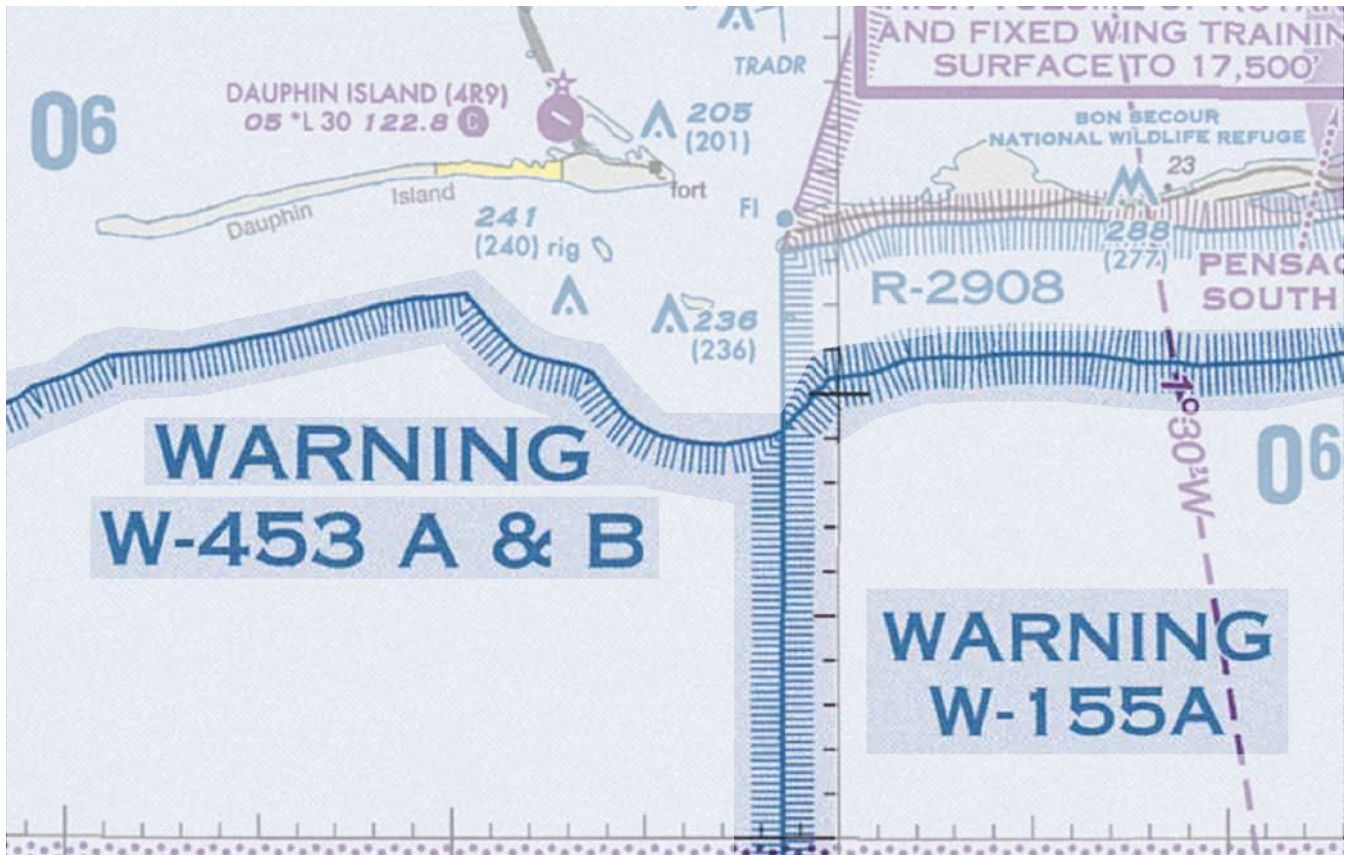 AND FIXED WING TRAININ
SURFACE TO 17,500'
TRADR
DAUPHIN ISLAND (4R9)
05 *L 30 122.8 C
06
205
(201)
BON SECOUR
NATIONAL WILDLIFE REFUGE
23
fort
Island
Dauphin
FI
241
(240) rig
288
(277)
PENSAC
SOUTH
R-2908
236
(236)
1°30'W
WARNING
W-453 A & B
06
WARNING
W-155A